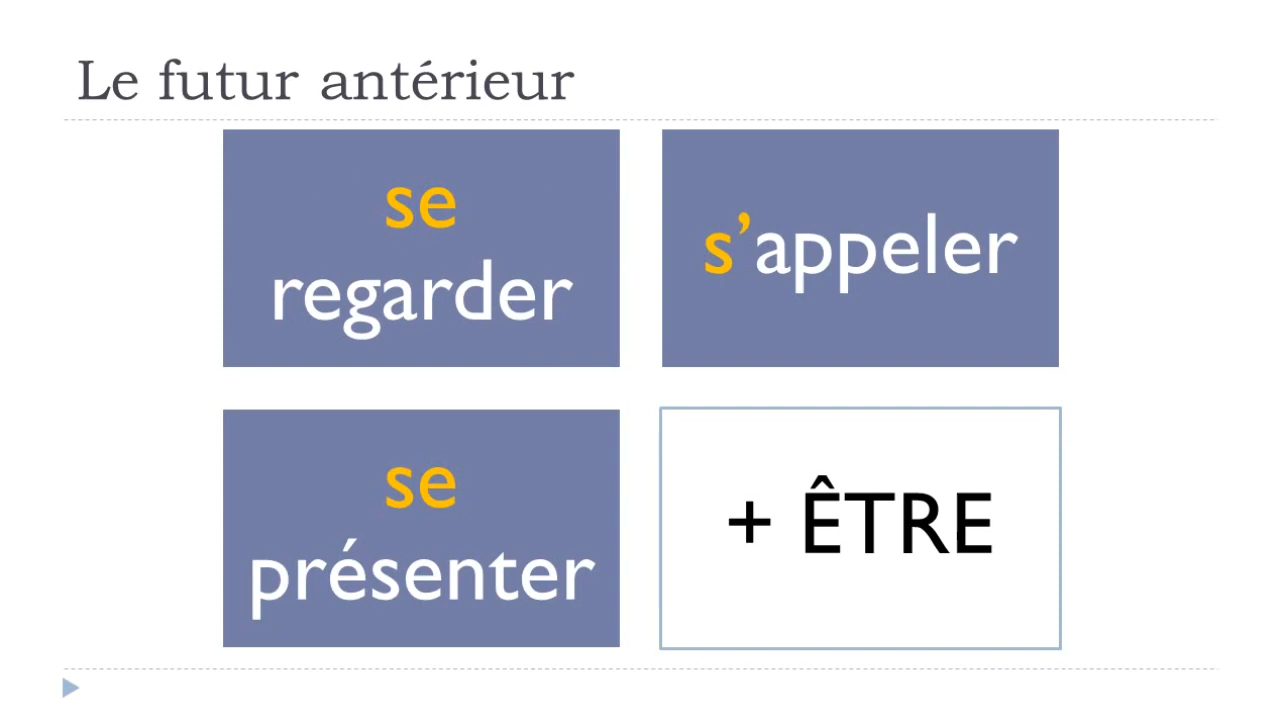 Le futur antérieur
se
regarder
s’appeler
se
présenter
+ ÊTRE